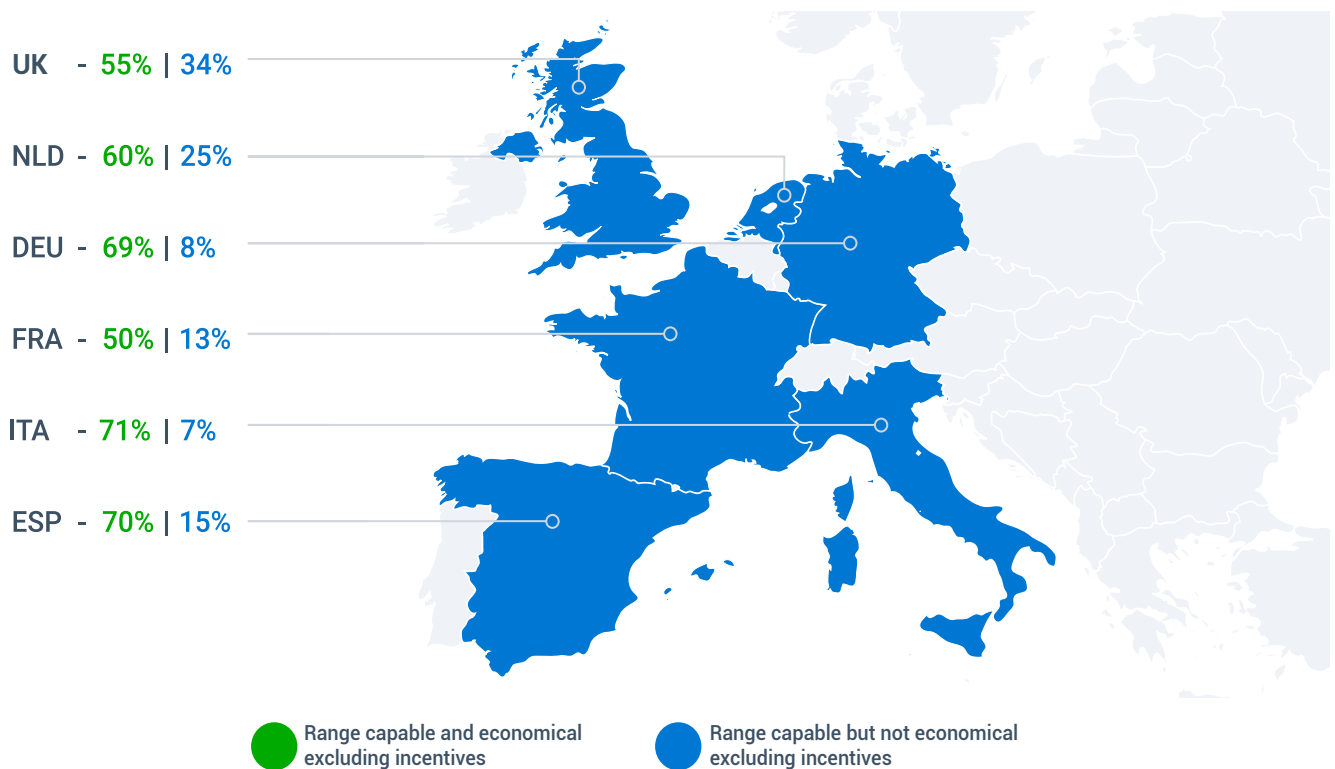 UK - 55% | 34%
NLD - 60% | 25%
DEU - 69% | 8%
FRA - 50% | 13%
ITA - 71% | 7%
ESP - 70% | 15%
Range capable and economical
excluding incentives
Range capable but not economical
excluding incentives